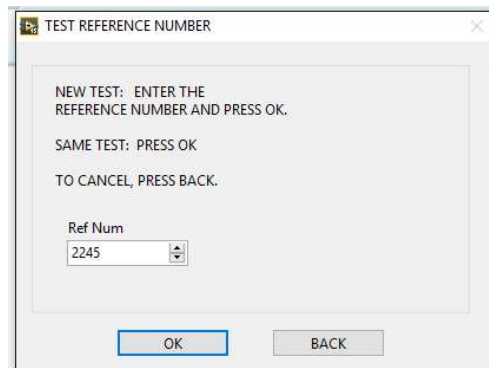 TEST REFERENCE NUMBER
NEW TEST: ENTER THE
REFERENCE NUMBER AND PRESS OK.
SAME TEST: PRESS OK
TO CANCEL, PRESS BACK.
Ref Num
2245
OK
BACK